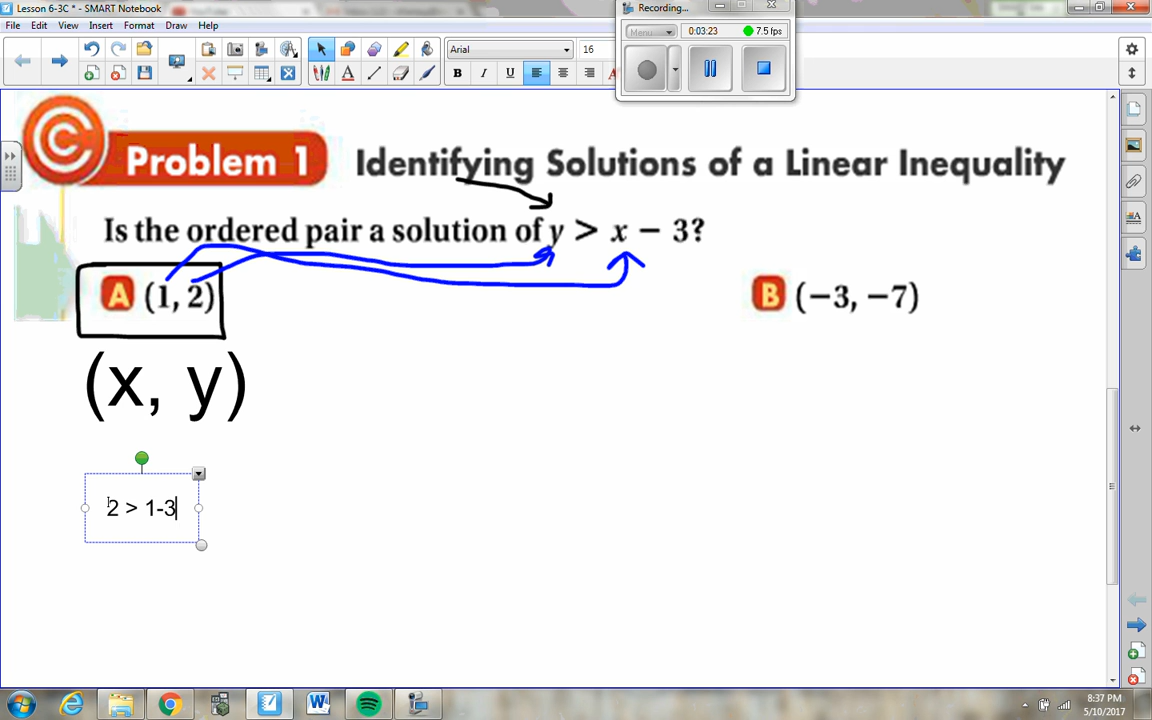 Lesson 6-3C * - SMART Notebook
Recording...
File Edit View Insert Format Draw Help
Menu 0:03:23 7.5 fps
Arial 16
B I U
C Problem 1 Identifying Solutions of a Linear Inequality
Is the ordered pair a solution of y > x − 3?
A (1, 2) B (−3, −7)
(x, y)
2 > 1-3
8:37 PM
5/10/2017